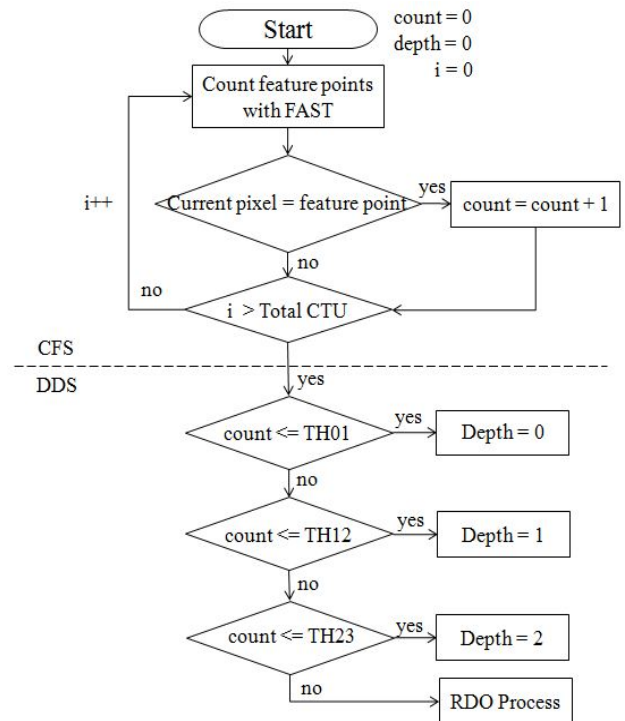 Start
count = 0
depth = 0
i = 0
Count feature points
with FAST
Current pixel = feature point
yes
count = count + 1
i++
no
no
i > Total CTU
CFS
DDS
yes
count <= TH01
yes
Depth = 0
no
count <= TH12
yes
Depth = 1
no
count <= TH23
yes
Depth = 2
no
RDO Process